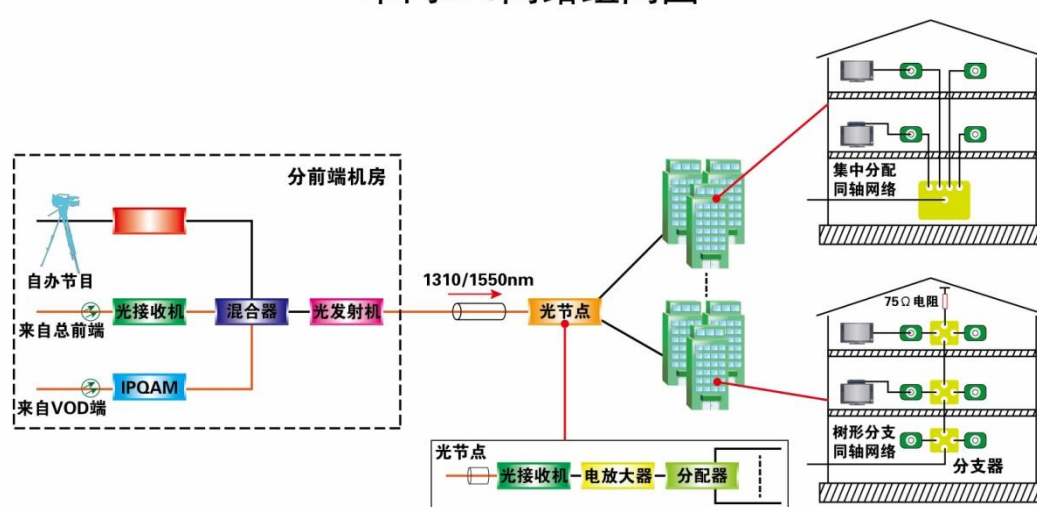 分前端机房
自办节目
来自总前端
光接收机
混合器
光发射机
来自VOD端
IPQAM
1310/1550nm
光节点
集中分配
同轴网络
75Ω电阻
树形分支
同轴网络
分支器
光节点
光接收机
电放大器
分配器